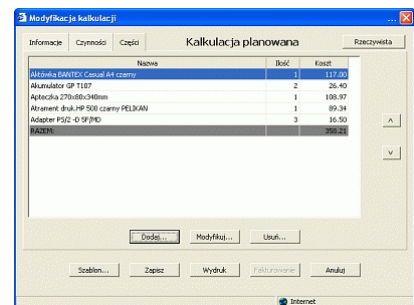 Modyfikacja kalkulacji ...
Informacje Czynności Części Kalkulacja planowana Rzeczywista
Nazwa Ilość Koszt
Aktówka BANTEX Casual A4 czarny 1 117.00
Akumulator GP T107 2 26.40
Apteczka 270x80x340mm 1 108.97
Atrament druk.HP 500 czarny PELIKAN 1 89.34
Adapter PS/2 -D 5F/MD 3 16.50
RAZEM: 358.21
Dodaj... Modyfikuj... Usuń...
Szablon... Zapisz Wydruk Fakturowanie Anuluj
Internet